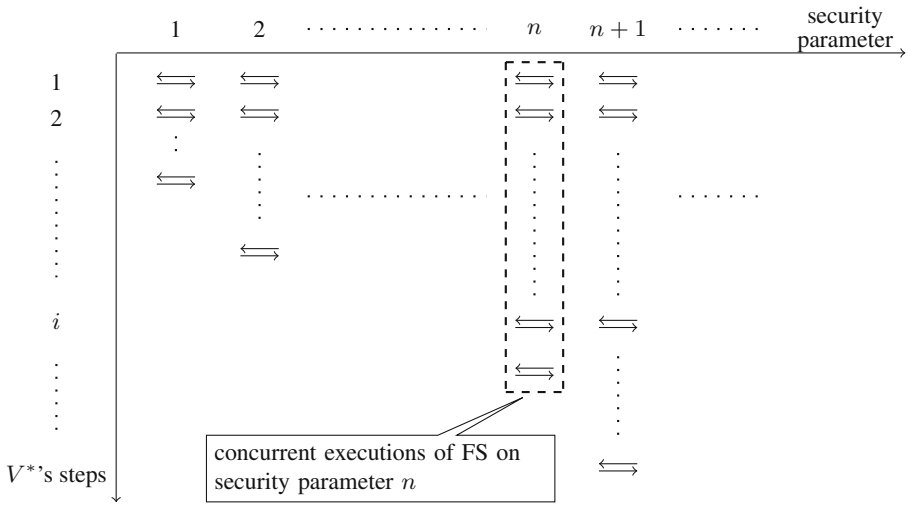 1 2 · · · · · · · · · · · · · · · n n + 1 · · · · · · · security parameter
1
2
i
V*'s steps
concurrent executions of FS on
security parameter n